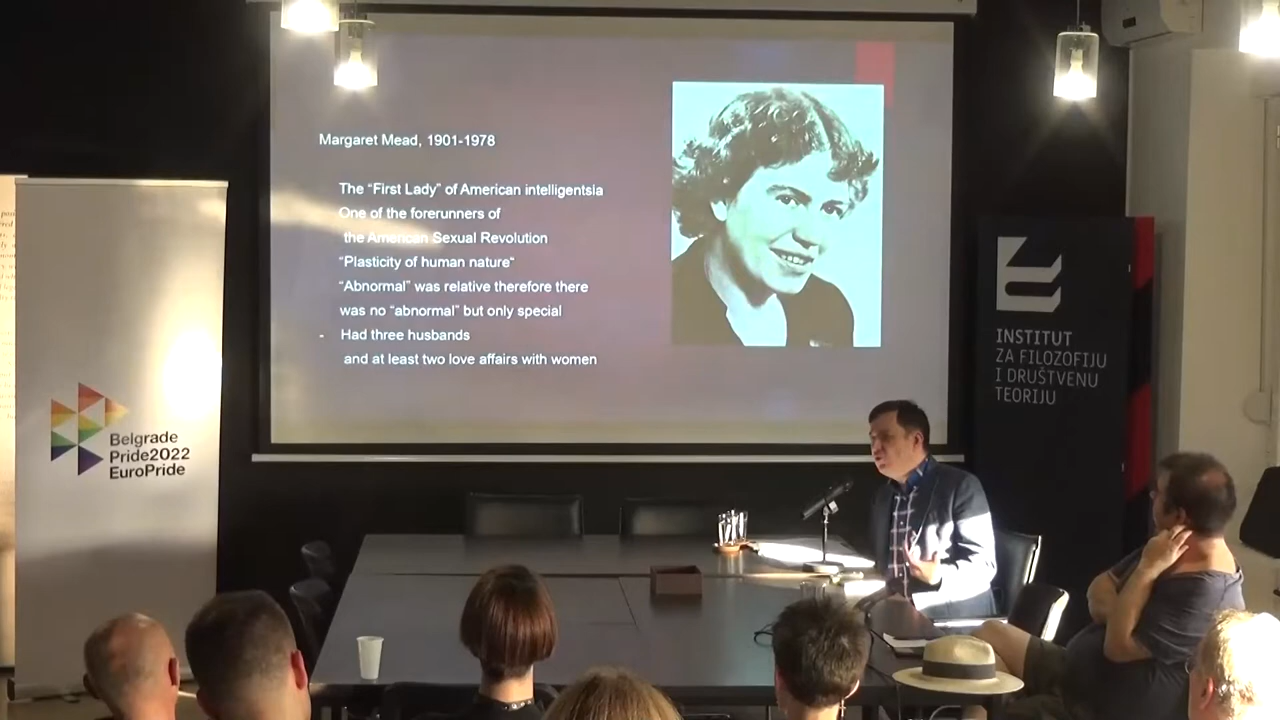 Margaret Mead, 1901-1978
The “First Lady” of American intelligentsia
One of the forerunners of
the American Sexual Revolution
“Plasticity of human nature“
“Abnormal” was relative therefore there
was no “abnormal” but only special
- Had three husbands
and at least two love affairs with women
Belgrade
Pride2022
EuroPride
INSTITUT
ZA FILOZOFIJU
I DRUŠTVENU
TEORIJU